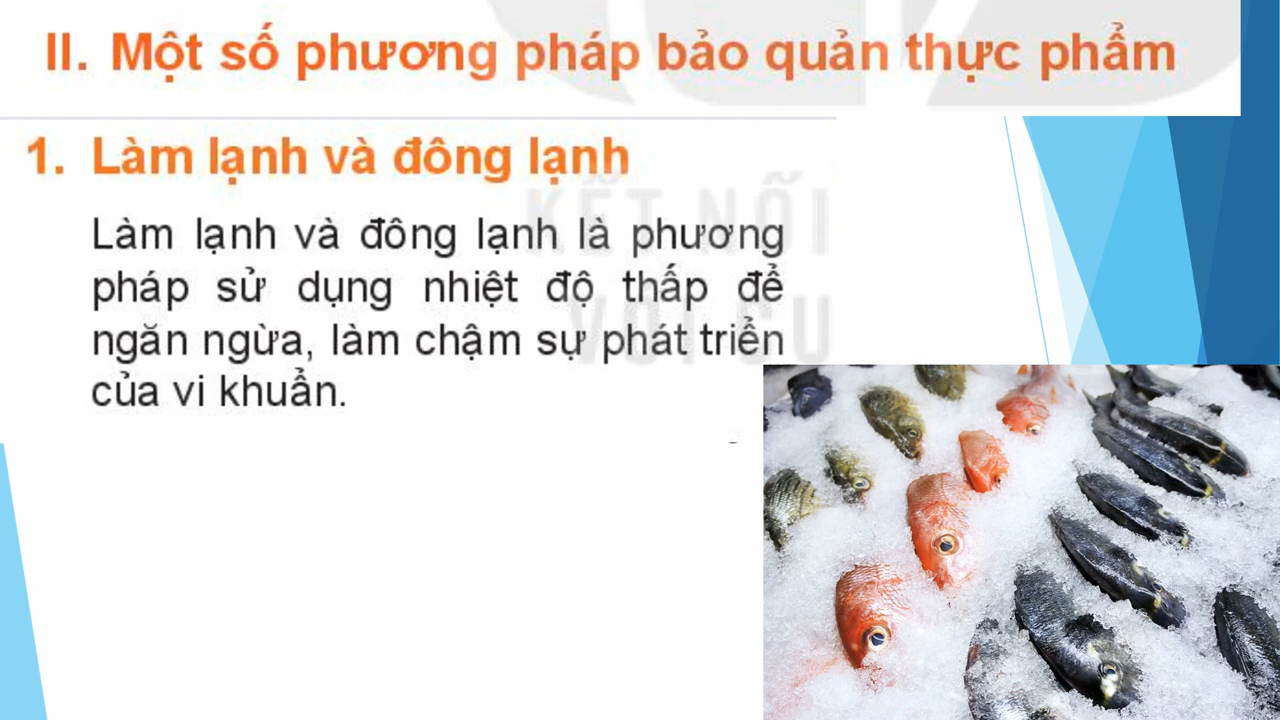 II. Một số phương pháp bảo quản thực phẩm
1. Làm lạnh và đông lạnh
KẾT NỐI
Làm lạnh và đông lạnh là phương
pháp sử dụng nhiệt độ thấp để
ngăn ngừa, làm chậm sự phát triển
của vi khuẩn.